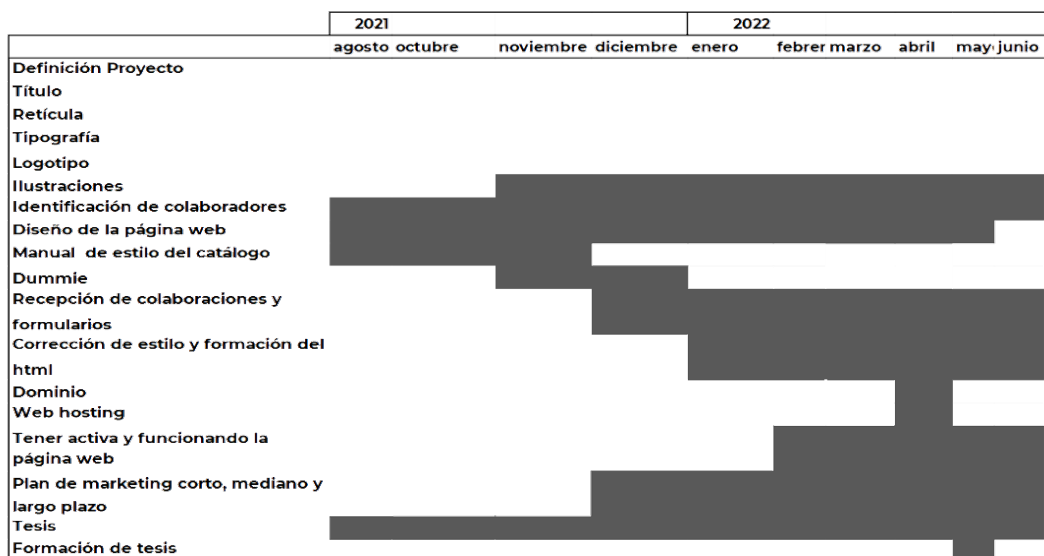 2021 2022
agosto octubre noviembre diciembre enero febrer marzo abril may junio
Definición Proyecto
Título
Retícula
Tipografía
Logotipo
Ilustraciones
Identificación de colaboradores
Diseño de la página web
Manual de estilo del catálogo
Dummie
Recepción de colaboraciones y
formularios
Corrección de estilo y formación del
html
Dominio
Web hosting
Tener activa y funcionando la
página web
Plan de marketing corto, mediano y
largo plazo
Tesis
Formación de tesis